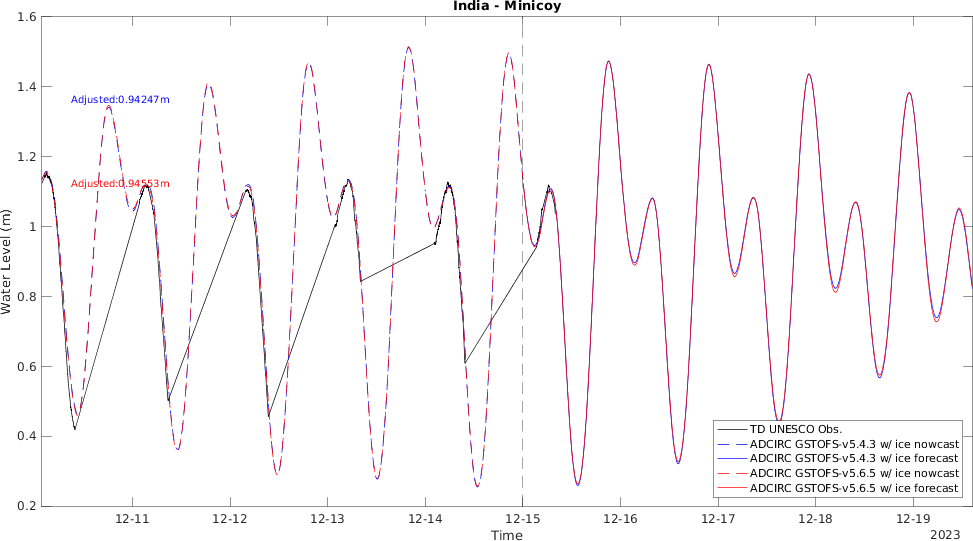 India - Minicoy
1.6
1.4
1.2
1
0.8
0.6
0.4
0.2
Water Level (m)
Adjusted:0.94247m
Adjusted:0.94553m
TD UNESCO Obs.
ADCIRC GSTOFS-v5.4.3 w/ ice nowcast
ADCIRC GSTOFS-v5.4.3 w/ ice forecast
ADCIRC GSTOFS-v5.6.5 w/ ice nowcast
ADCIRC GSTOFS-v5.6.5 w/ ice forecast
12-11 12-12 12-13 12-14 12-15 12-16 12-17 12-18 12-19
Time
2023